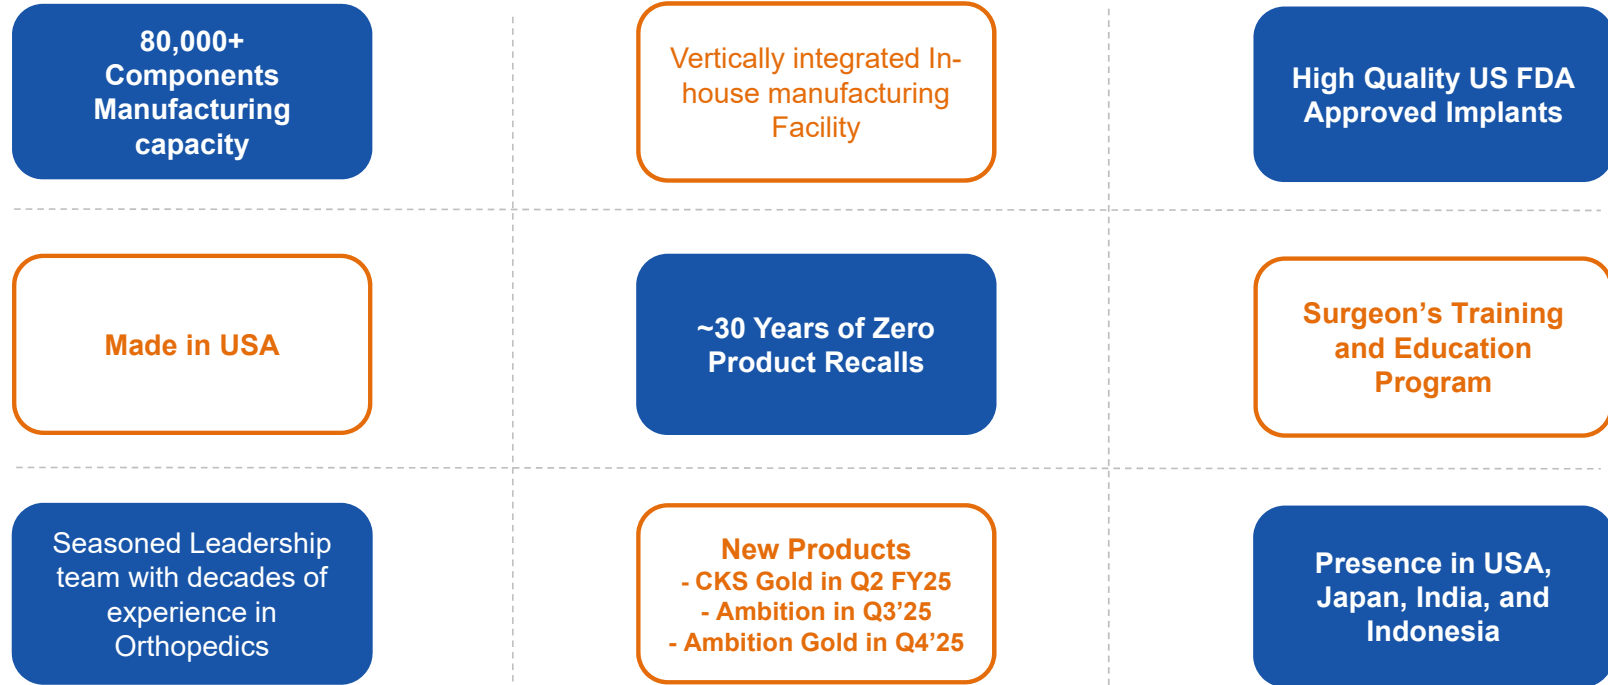 80,000+
Components
Manufacturing
capacity
Vertically integrated In-
house manufacturing
Facility
High Quality US FDA
Approved Implants
Made in USA
~30 Years of Zero
Product Recalls
Surgeon’s Training
and Education
Program
Seasoned Leadership
team with decades of
experience in
Orthopedics
New Products
- CKS Gold in Q2 FY25
- Ambition in Q3’25
- Ambition Gold in Q4’25
Presence in USA,
Japan, India, and
Indonesia